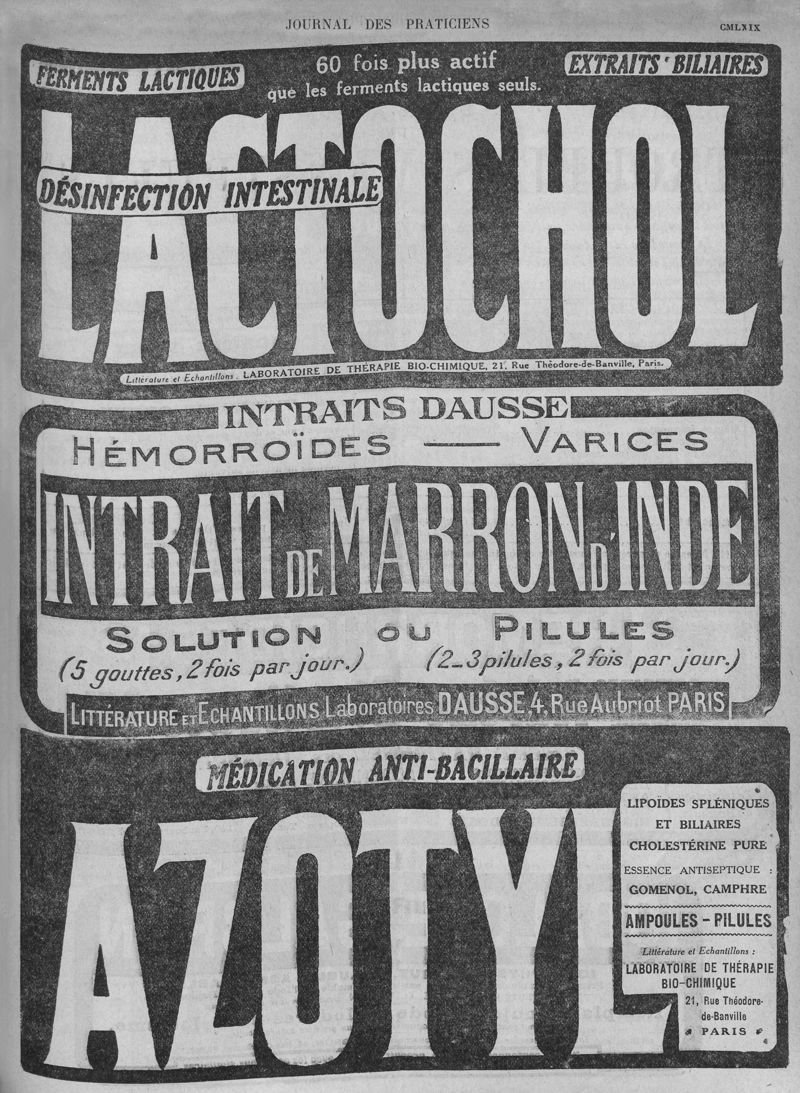 JOURNAL DES PRATICIENS
CMLXIX
FERMENTS LACTIQUES
60 fois plus actif
que les ferments lactiques seuls.
EXTRAITS BILIAIRES
LACTOCHOL
DÉSINFECTION INTESTINALE
Littérature et Echantillons : LABORATOIRE DE THÉRAPIE BIO-CHIMIQUE, 21, Rue Théodore-de-Banville, Paris.
INTRAITS DAUSSE
HÉMORROÏDES — VARICES
INTRAIT DE MARRON D'INDE
SOLUTION OU PILULES
(5 gouttes, 2 fois par jour.) (2_3 pilules, 2 fois par jour.)
LITTÉRATURE ET ECHANTILLONS Laboratoires DAUSSE, 4, Rue Aubriot PARIS
MÉDICATION ANTI-BACILLAIRE
AZOTYL
LIPOÏDES SPLÉNIQUES
ET BILIAIRES
CHOLESTÉRINE PURE
ESSENCE ANTISEPTIQUE :
GOMENOL, CAMPHRE
AMPOULES - PILULES
Littérature et Echantillons :
LABORATOIRE DE THÉRAPIE
BIO-CHIMIQUE
21, Rue Théodore-
de-Banville
PARIS